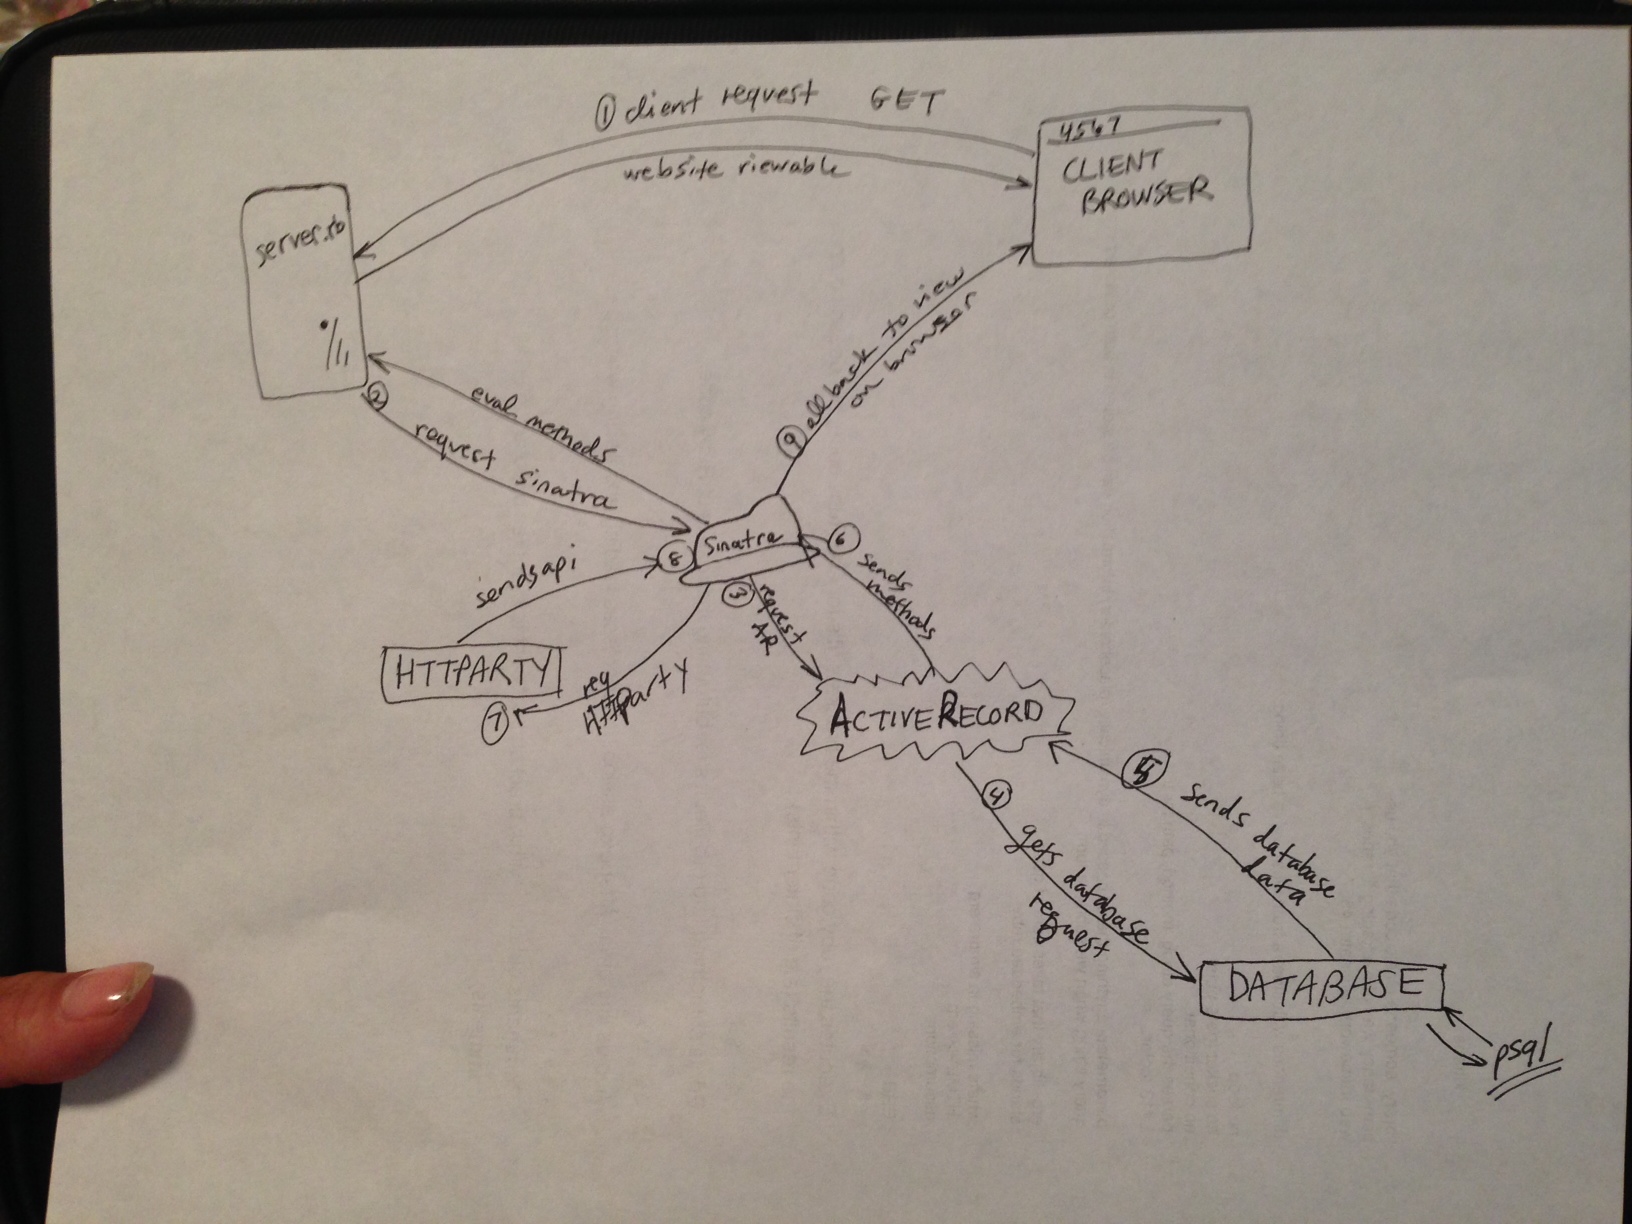 ① client request GET
website viewable
4567
CLIENT
BROWSER
server.rb
②
eval methods
request sinatra
⑨ all back to view
on browser
Sinatra
⑧
sends api
⑥
sends
methods
③
request
AR
HTTPARTY
⑦
req
HTTParty
ACTIVERECORD
⑤ sends database
data
④
gets database
request
DATABASE
psql